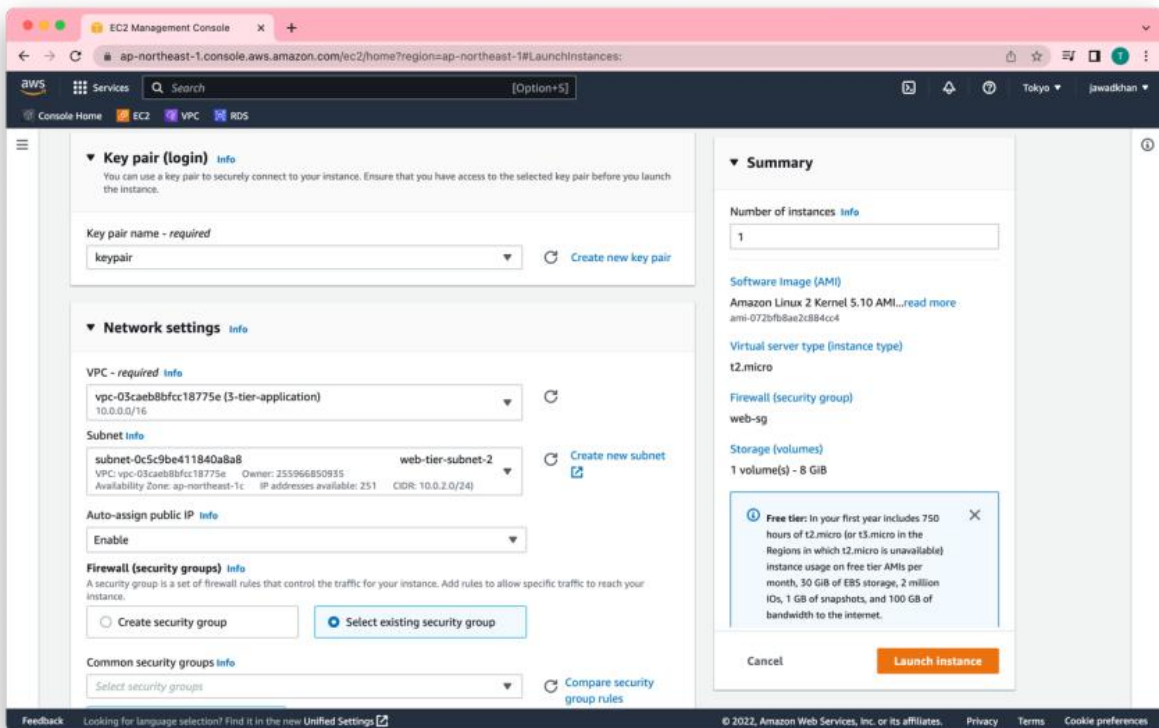 EC2 Management Console
ap-northeast-1.console.aws.amazon.com/ec2/home?region=ap-northeast-1#LaunchInstances:
T
aws
Services
Search
[Option+S]
Tokyo
jawadkhan
Console Home
EC2
VPC
RDS
Key pair (login) Info
You can use a key pair to securely connect to your instance. Ensure that you have access to the selected key pair before you launch
the instance.
Key pair name - required
keypair
Create new key pair
Network settings Info
VPC - required Info
vpc-03caeb8bfcc18775e (3-tier-application)
10.0.0.0/16
Subnet Info
subnet-0c5c9be411840a8a8 web-tier-subnet-2
VPC: vpc-03caeb8bfcc18775e Owner: 255966850935
Availability Zone: ap-northeast-1c IP addresses available: 251 CIDR: 10.0.2.0/24)
Create new subnet
Auto-assign public IP Info
Enable
Firewall (security groups) Info
A security group is a set of firewall rules that control the traffic for your instance. Add rules to allow specific traffic to reach your
instance.
Create security group
Select existing security group
Common security groups Info
Select security groups
Compare security
group rules
Summary
Number of instances Info
1
Software Image (AMI)
Amazon Linux 2 Kernel 5.10 AMI...read more
ami-072bfb8ae2c884cc4
Virtual server type (instance type)
t2.micro
Firewall (security group)
web-sg
Storage (volumes)
1 volume(s) - 8 GiB
Free tier: In your first year includes 750
hours of t2.micro (or t3.micro in the
Regions in which t2.micro is unavailable)
instance usage on free tier AMIs per
month, 30 GiB of EBS storage, 2 million
IOs, 1 GB of snapshots, and 100 GB of
bandwidth to the internet.
Cancel
Launch instance
Feedback
Looking for language selection? Find it in the new Unified Settings
© 2022, Amazon Web Services, Inc. or its affiliates.
Privacy
Terms
Cookie preferences